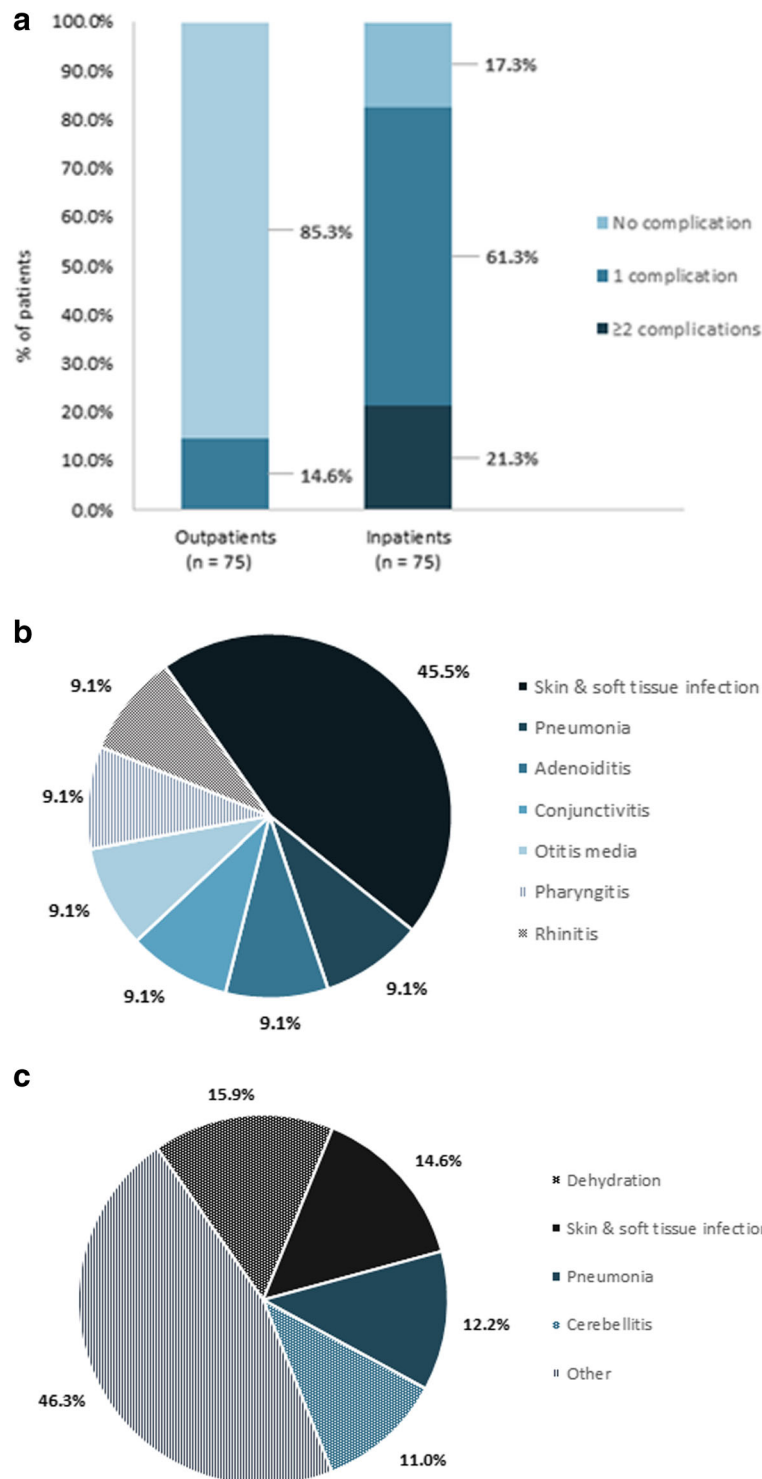 a
100.0%
90.0%
80.0%
70.0%
60.0%
50.0%
40.0%
30.0%
20.0%
10.0%
0.0%
% of patients
85.3%
14.6%
17.3%
61.3%
21.3%
Outpatients
(n = 75)
Inpatients
(n = 75)
No complication
1 complication
≥2 complications
b
45.5%
9.1%
9.1%
9.1%
9.1%
9.1%
9.1%
Skin & soft tissue infection
Pneumonia
Adenoiditis
Conjunctivitis
Otitis media
Pharyngitis
Rhinitis
c
15.9%
14.6%
12.2%
11.0%
46.3%
Dehydration
Skin & soft tissue infection
Pneumonia
Cerebellitis
Other